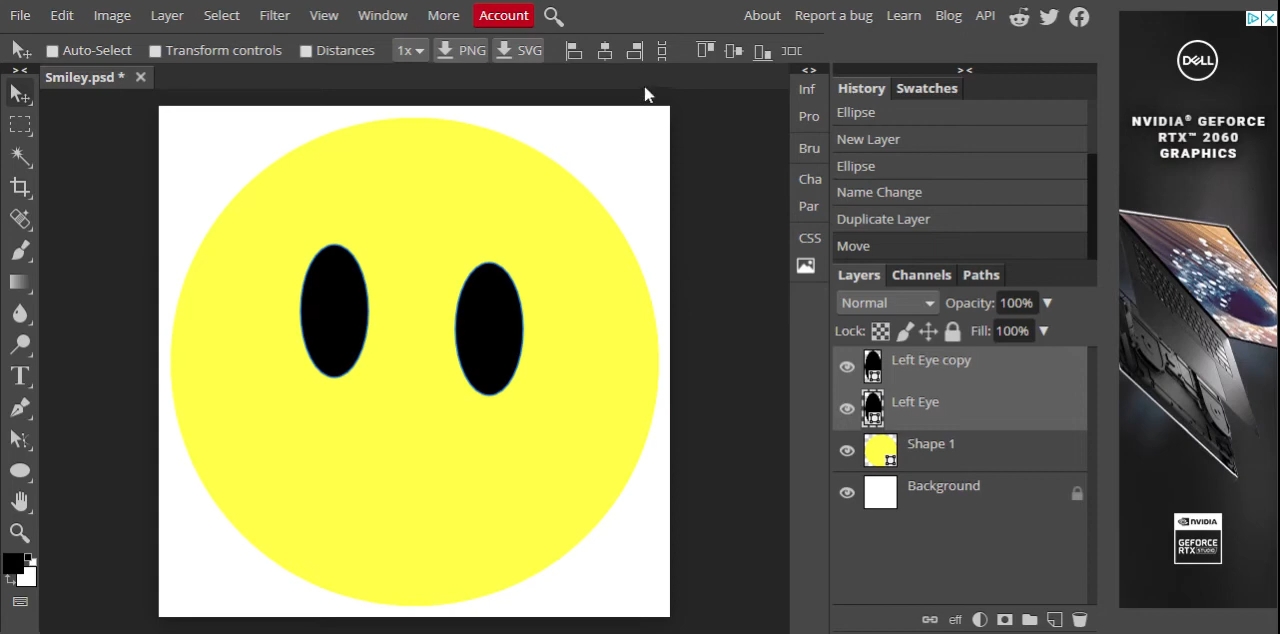 File Edit Image Layer Select Filter View Window More Account About Report a bug Learn Blog API
Auto-Select Transform controls Distances 1x PNG SVG
> < Smiley.psd * < > > <
Inf History Swatches
Pro Ellipse
New Layer
Bru Ellipse
Cha Name Change
Par Duplicate Layer
CSS Move
Layers Channels Paths
Normal Opacity: 100%
Lock: Fill: 100%
Left Eye copy
Left Eye
Shape 1
Background
eff
T
DELL
NVIDIA® GEFORCE
RTX™ 2060
GRAPHICS
NVIDIA
GEFORCE
RTX STUDIO